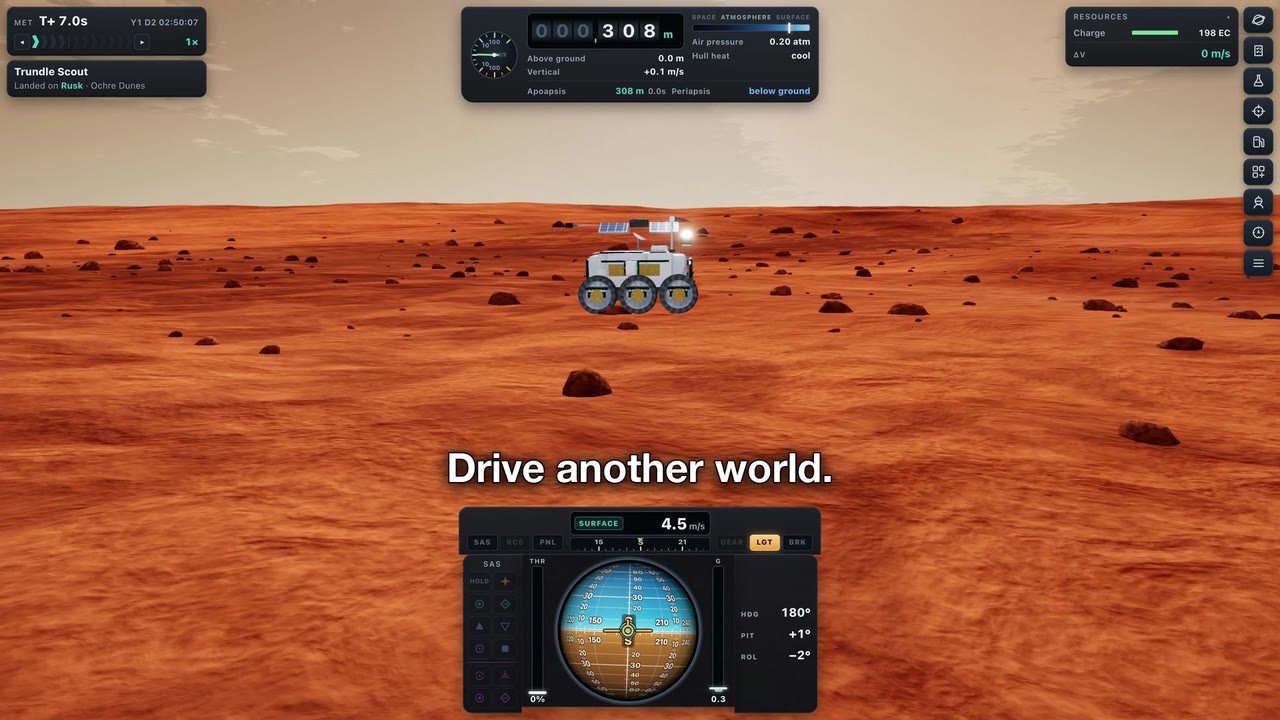 MET T+ 7.0s Y1 D2 02:50:07
1×
Trundle Scout
Landed on Rusk · Ochre Dunes
000,308 m
Above ground 0.0 m
Vertical +0.1 m/s
Apoapsis 308 m 0.0s Periapsis below ground
SPACE ATMOSPHERE SURFACE
Air pressure 0.20 atm
Hull heat cool
RESOURCES
Charge 198 EC
ΔV 0 m/s
Drive another world.
SURFACE 4.5 m/s
SAS RCS PNL 15 S 21 GEAR LGT BRK
SAS
HOLD
THR
0%
G
0.3
HDG 180°
PIT +1°
ROL −2°